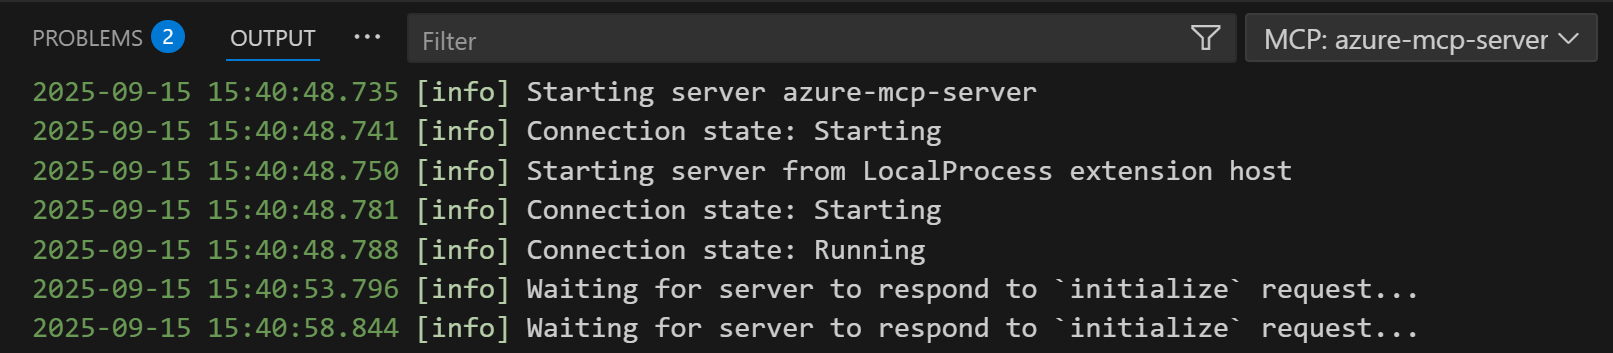 PROBLEMS 2 OUTPUT ... Filter MCP: azure-mcp-server
2025-09-15 15:40:48.735 [info] Starting server azure-mcp-server
2025-09-15 15:40:48.741 [info] Connection state: Starting
2025-09-15 15:40:48.750 [info] Starting server from LocalProcess extension host
2025-09-15 15:40:48.781 [info] Connection state: Starting
2025-09-15 15:40:48.788 [info] Connection state: Running
2025-09-15 15:40:53.796 [info] Waiting for server to respond to `initialize` request...
2025-09-15 15:40:58.844 [info] Waiting for server to respond to `initialize` request...